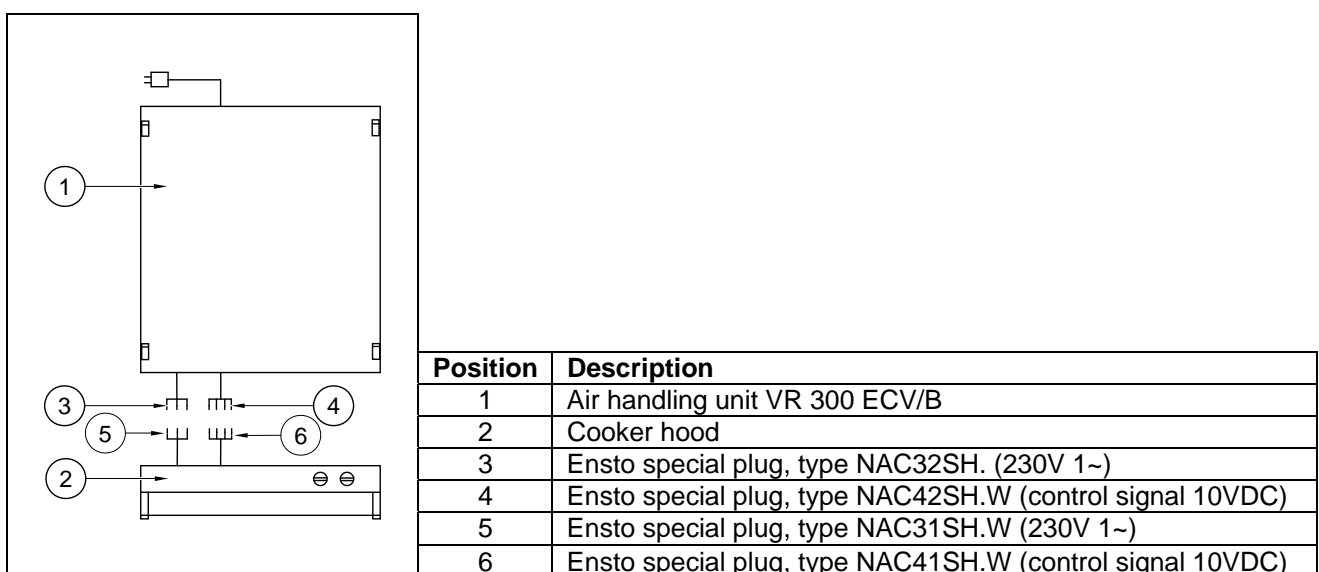 1
3
4
5
6
2
Position Description
1 Air handling unit VR 300 ECV/B
2 Cooker hood
3 Ensto special plug, type NAC32SH. (230V 1~)
4 Ensto special plug, type NAC42SH.W (control signal 10VDC)
5 Ensto special plug, type NAC31SH.W (230V 1~)
6 Ensto special plug, type NAC41SH.W (control signal 10VDC)